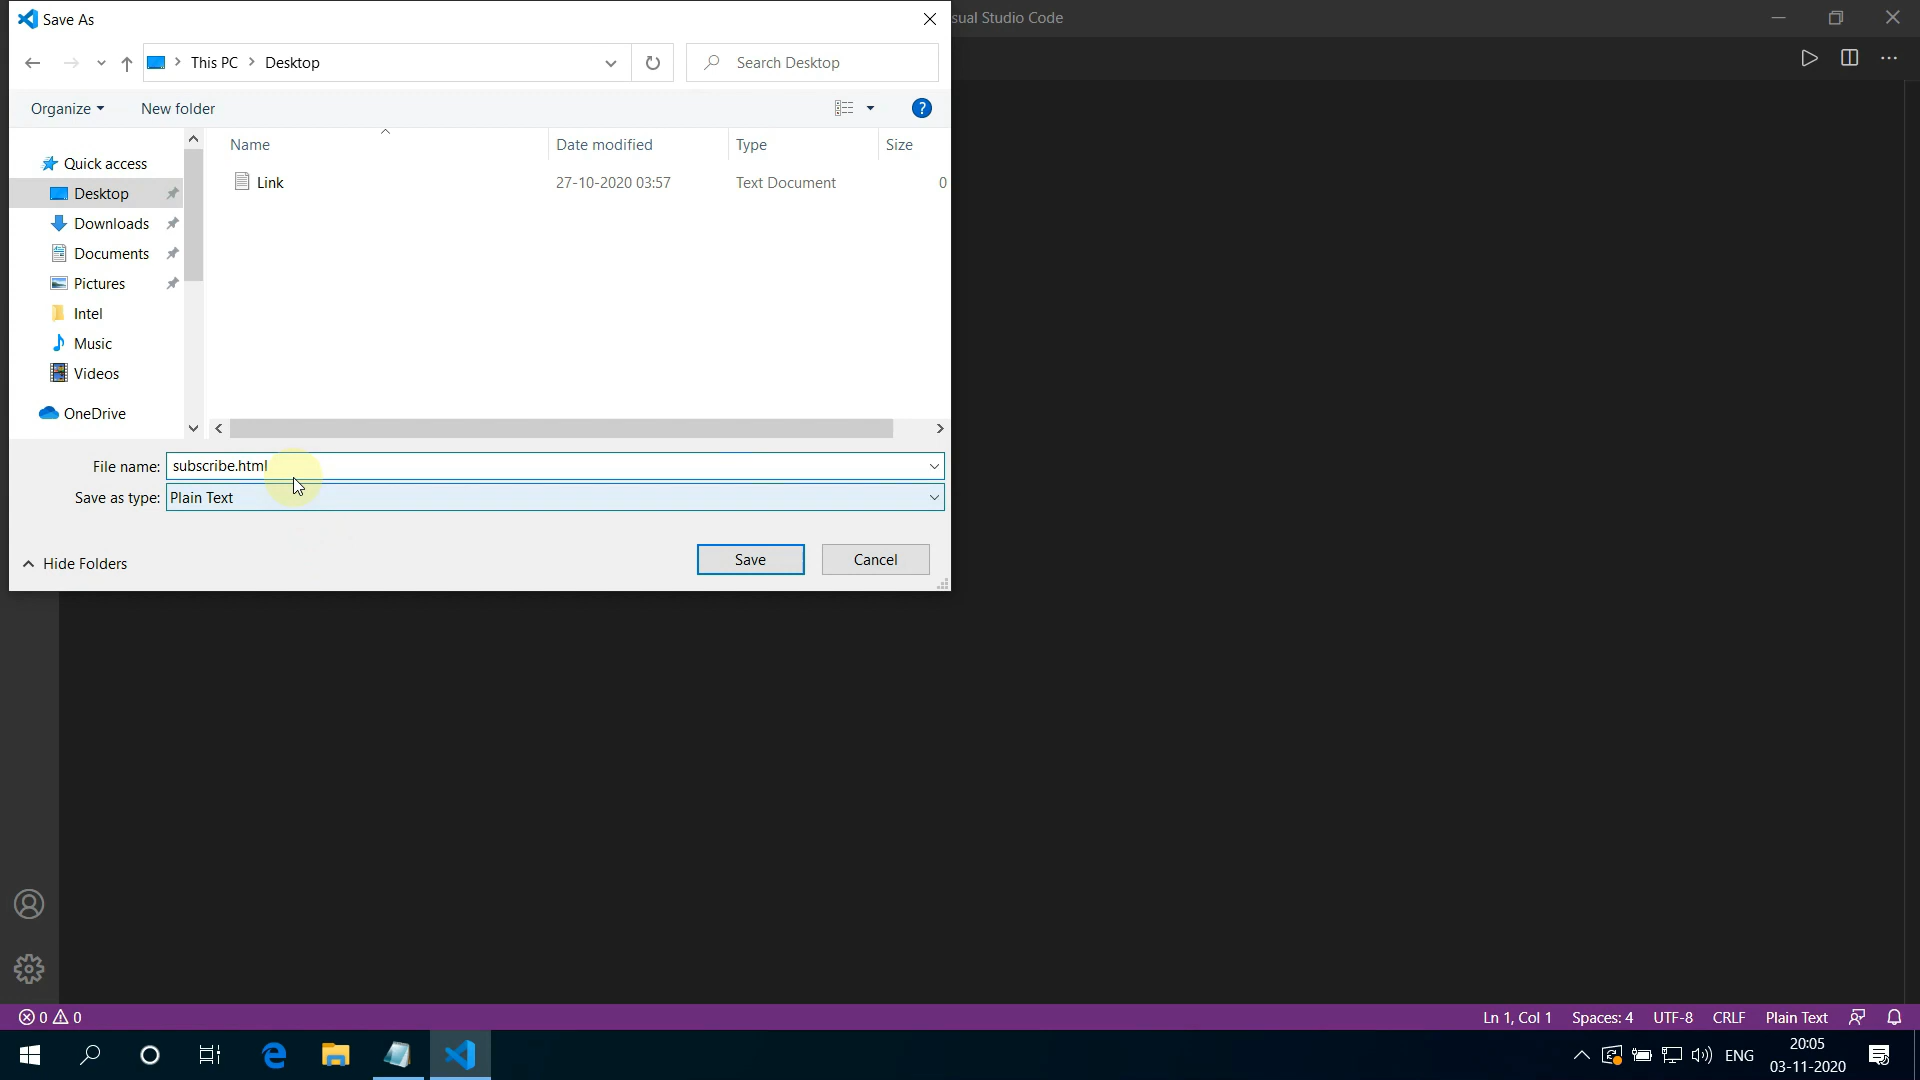 Save As
sual Studio Code
This PC
Desktop
Search Desktop
Organize
New folder
?
Name
Date modified
Type
Size
Quick access
Desktop
Downloads
Documents
Pictures
Intel
Music
Videos
OneDrive
Link
27-10-2020 03:57
Text Document
0
File name: subscribe.html
Save as type: Plain Text
Hide Folders
Save
Cancel
0 0
Ln 1, Col 1
Spaces: 4
UTF-8
CRLF
Plain Text
ENG
20:05
03-11-2020